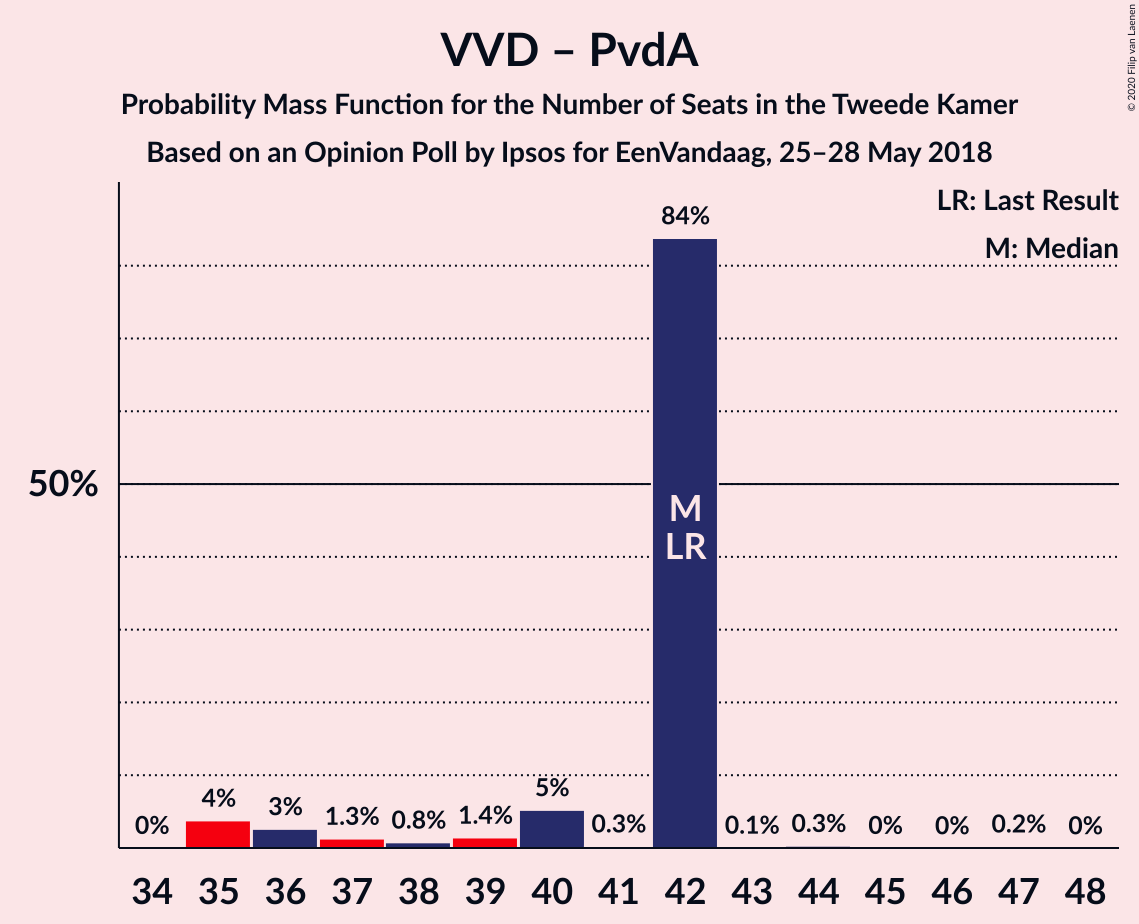 VVD – PvdA
Probability Mass Function for the Number of Seats in the Tweede Kamer
Based on an Opinion Poll by Ipsos for EenVandaag, 25–28 May 2018
© 2020 Filip van Laenen
LR: Last Result
M: Median
50%
0%
4%
3%
1.3%
0.8%
1.4%
5%
0.3%
84%
0.1%
0.3%
0%
0%
0.2%
0%
M
LR
34 35 36 37 38 39 40 41 42 43 44 45 46 47 48